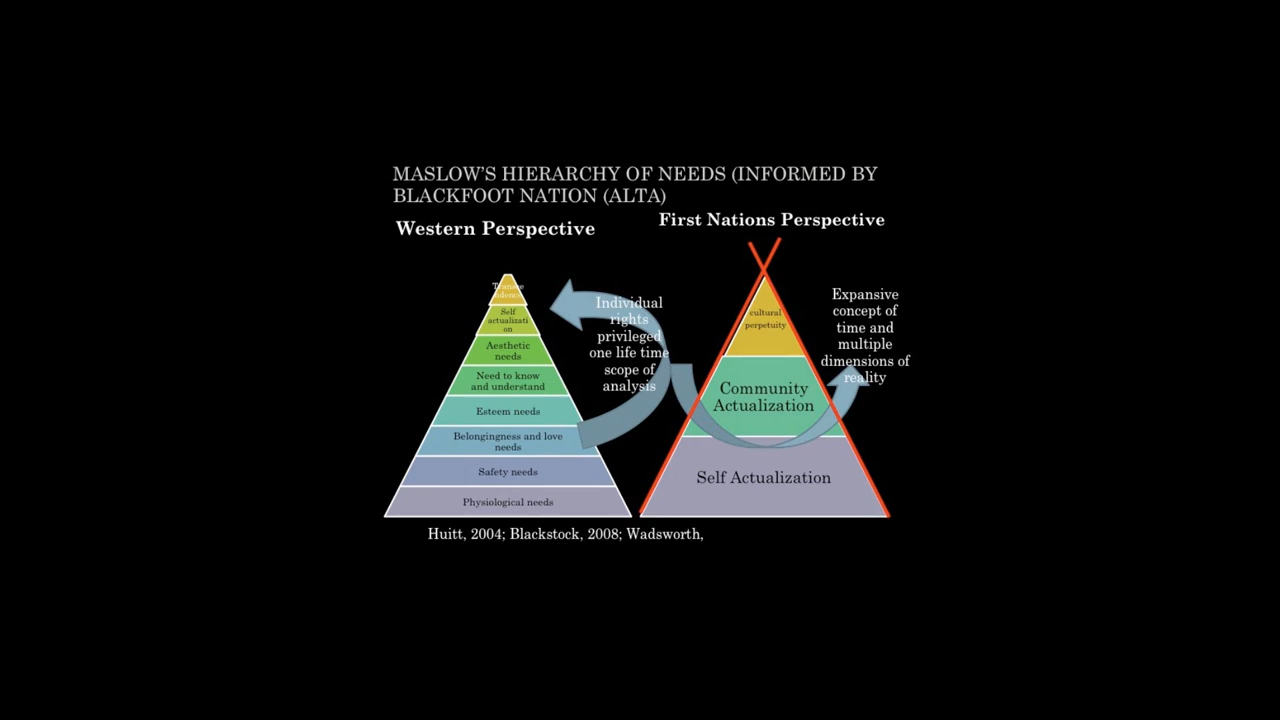 MASLOW'S HIERARCHY OF NEEDS (INFORMED BY
BLACKFOOT NATION (ALTA)
Western Perspective
First Nations Perspective
Self
actualizati
on
Aesthetic
needs
Need to know
and understand
Esteem needs
Belongingness and love
needs
Safety needs
Physiological needs
Individual
rights
privileged
one life time
scope of
analysis
cultural
perpetuity
Community
Actualization
Self Actualization
Expansive
concept of
time and
multiple
dimensions of
reality
Huitt, 2004; Blackstock, 2008; Wadsworth,